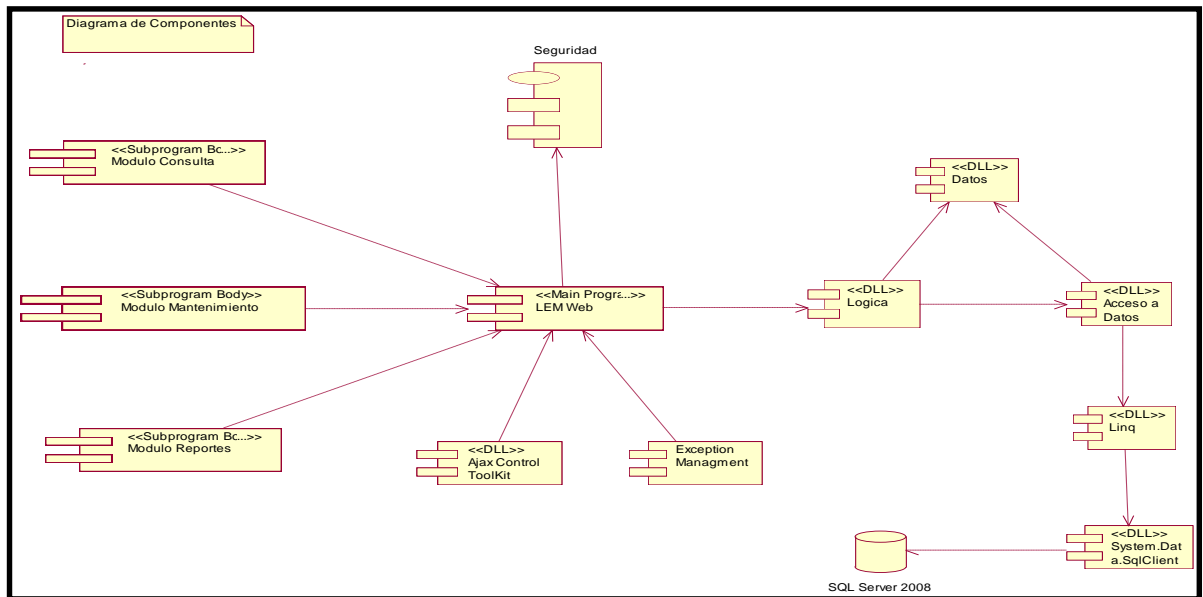 Diagrama de Componentes
Seguridad
<<Subprogram Bc...>>
Modulo Consulta
<<DLL>>
Datos
<<Subprogram Body>>
Modulo Mantenimiento
<<Main Progra...>>
LEM Web
<<DLL>>
Logica
<<DLL>>
Acceso a
Datos
<<Subprogram Bc...>>
Modulo Reportes
<<DLL>>
Ajax Control
ToolKit
Exception
Managment
<<DLL>>
Linq
<<DLL>>
System.Dat
a.SqlClient
SQL Server 2008